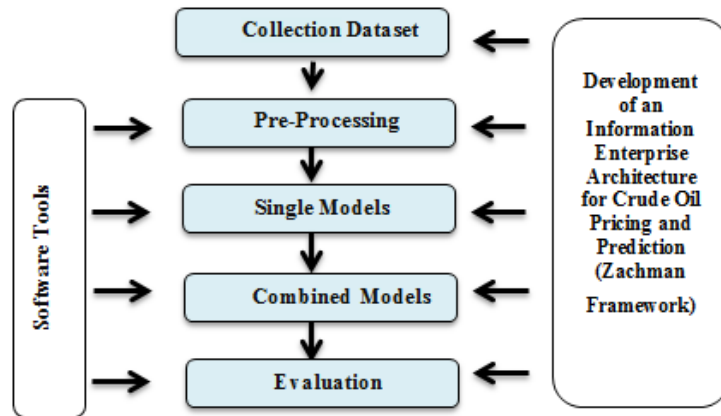 Collection Dataset
Pre-Processing
Single Models
Combined Models
Evaluation
Software Tools
Development
of an
Information
Enterprise
Architecture
for Crude Oil
Pricing and
Prediction
(Zachman
Framework)